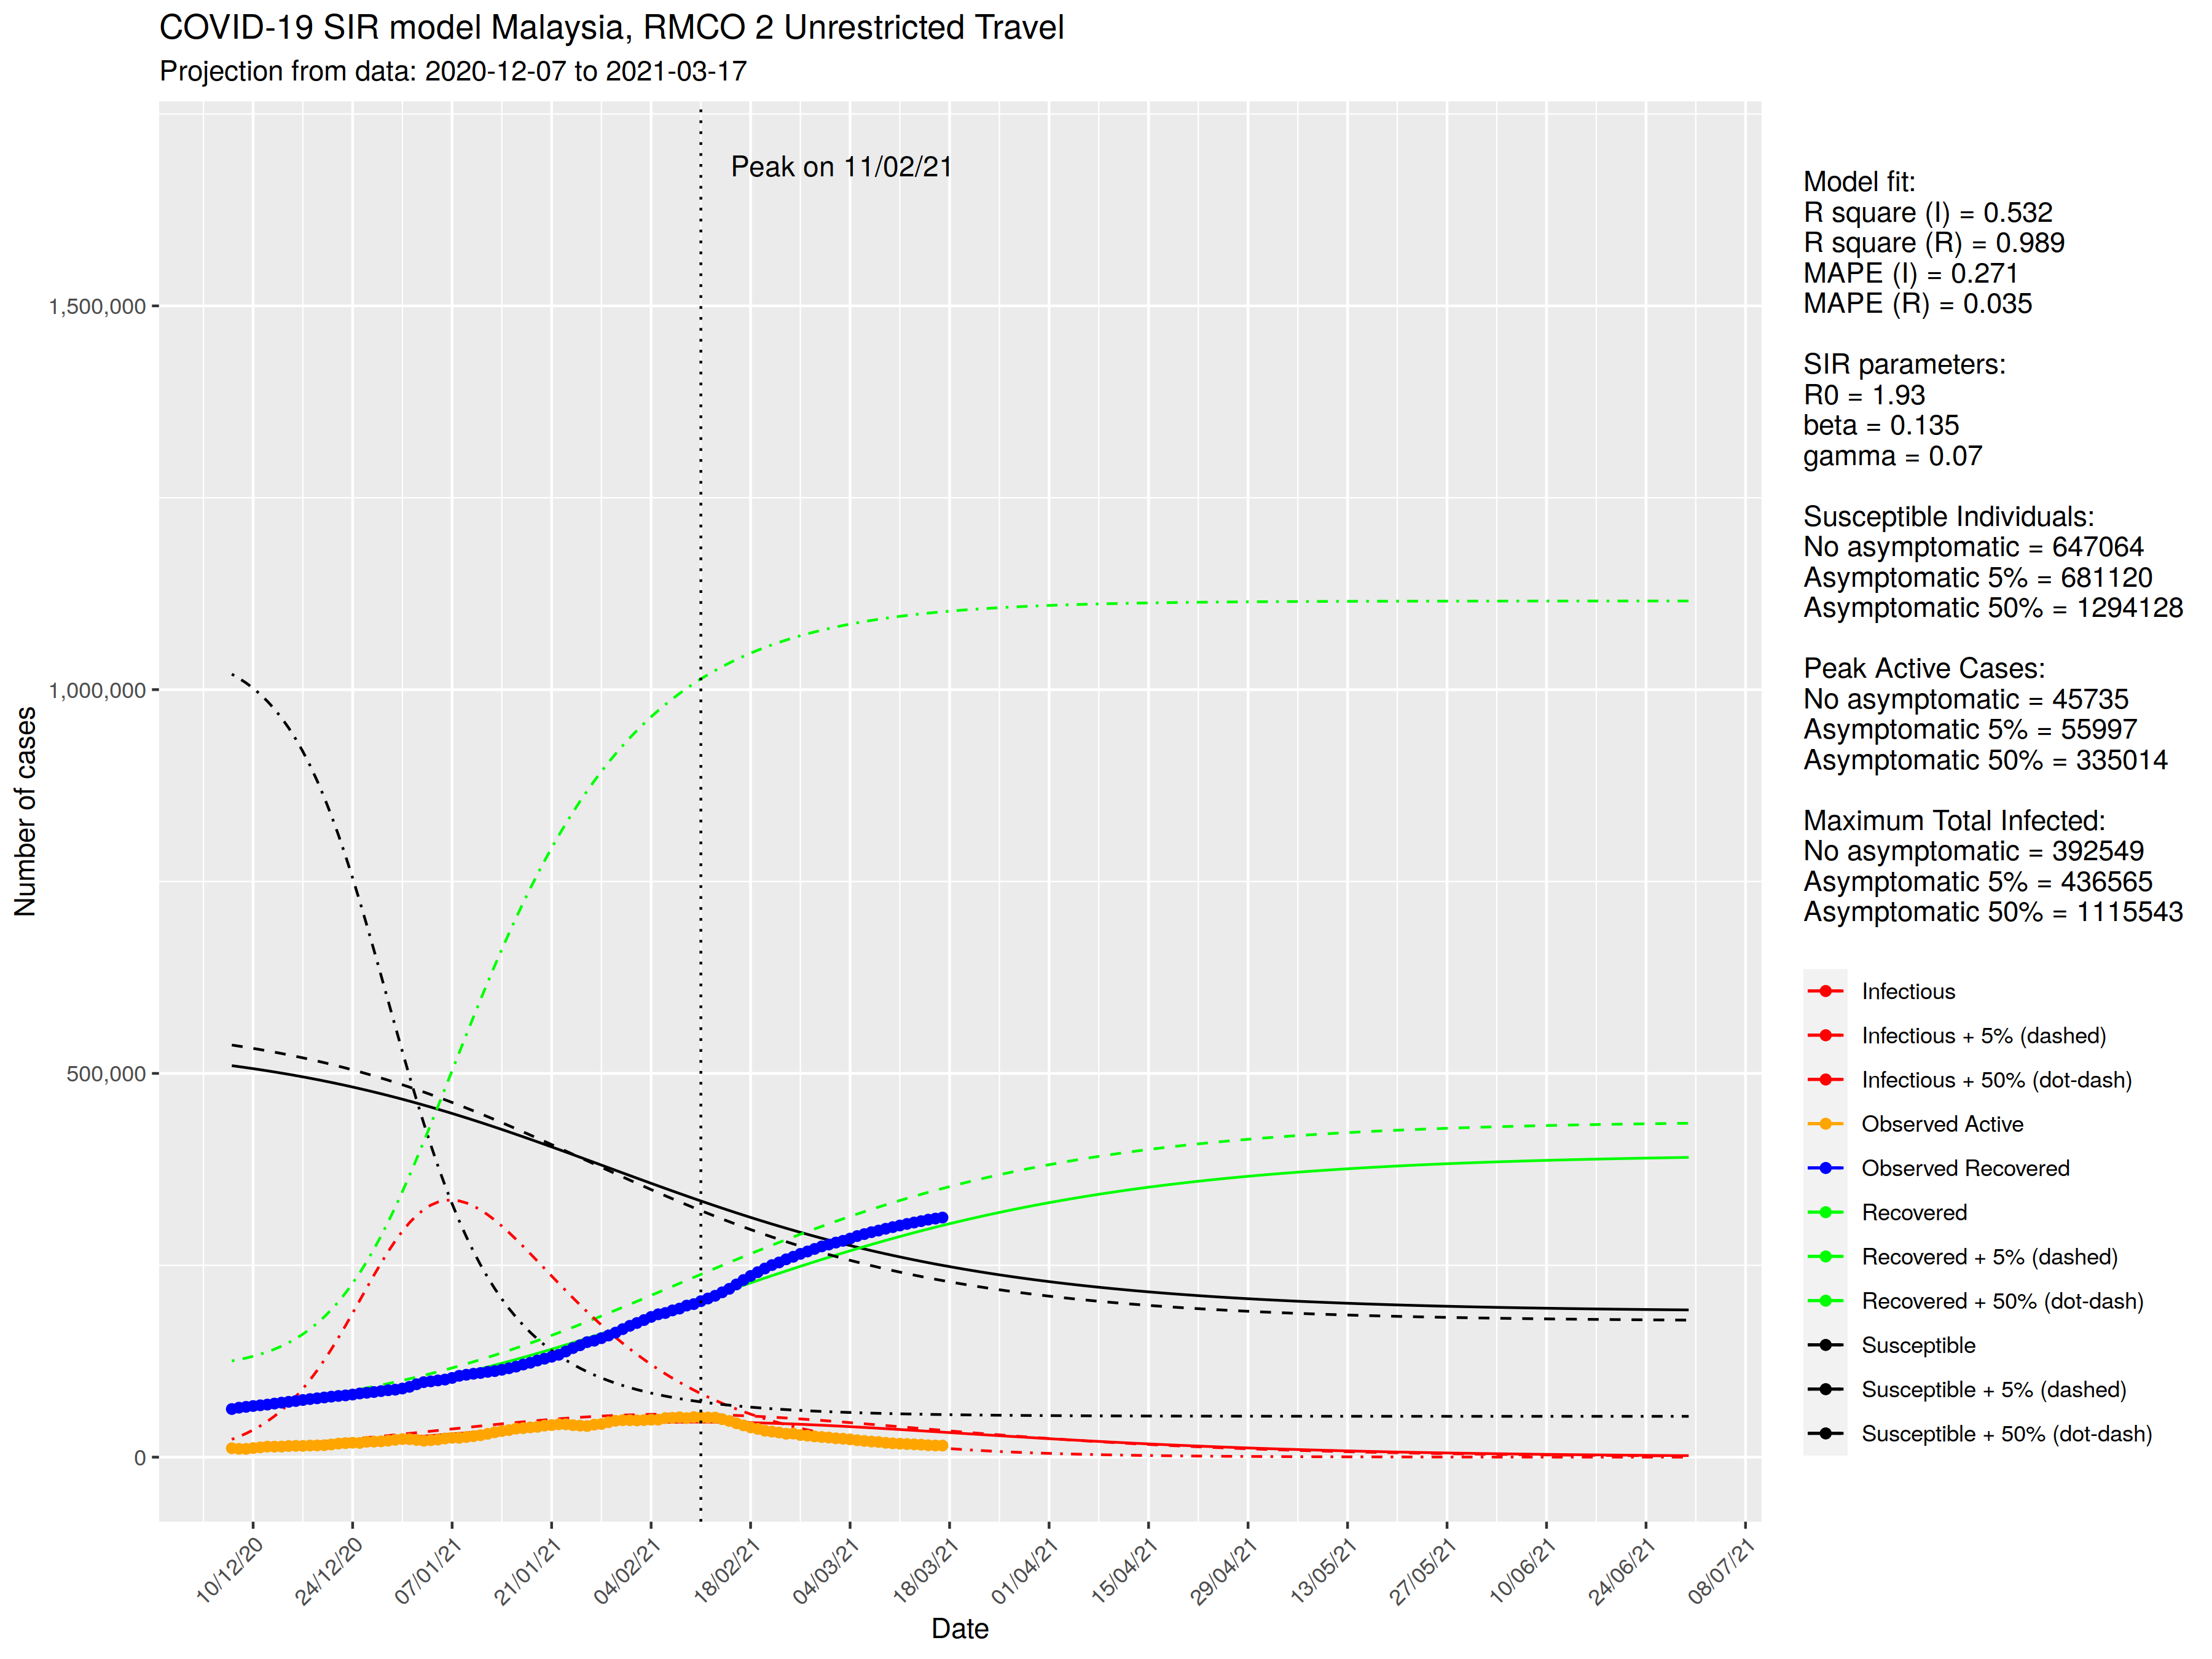 COVID-19 SIR model Malaysia, RMCO 2 Unrestricted Travel
Projection from data: 2020-12-07 to 2021-03-17
Peak on 11/02/21
Number of cases
1,500,000
1,000,000
500,000
0
10/12/20
24/12/20
07/01/21
21/01/21
04/02/21
18/02/21
04/03/21
18/03/21
01/04/21
15/04/21
29/04/21
13/05/21
27/05/21
10/06/21
24/06/21
08/07/21
Date
Model fit:
R square (I) = 0.532
R square (R) = 0.989
MAPE (I) = 0.271
MAPE (R) = 0.035
SIR parameters:
R0 = 1.93
beta = 0.135
gamma = 0.07
Susceptible Individuals:
No asymptomatic = 647064
Asymptomatic 5% = 681120
Asymptomatic 50% = 1294128
Peak Active Cases:
No asymptomatic = 45735
Asymptomatic 5% = 55997
Asymptomatic 50% = 335014
Maximum Total Infected:
No asymptomatic = 392549
Asymptomatic 5% = 436565
Asymptomatic 50% = 1115543
Infectious
Infectious + 5% (dashed)
Infectious + 50% (dot-dash)
Observed Active
Observed Recovered
Recovered
Recovered + 5% (dashed)
Recovered + 50% (dot-dash)
Susceptible
Susceptible + 5% (dashed)
Susceptible + 50% (dot-dash)